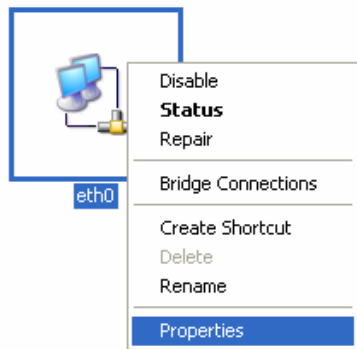 Disable
Status
Repair
Bridge Connections
eth0
Create Shortcut
Delete
Rename
Properties